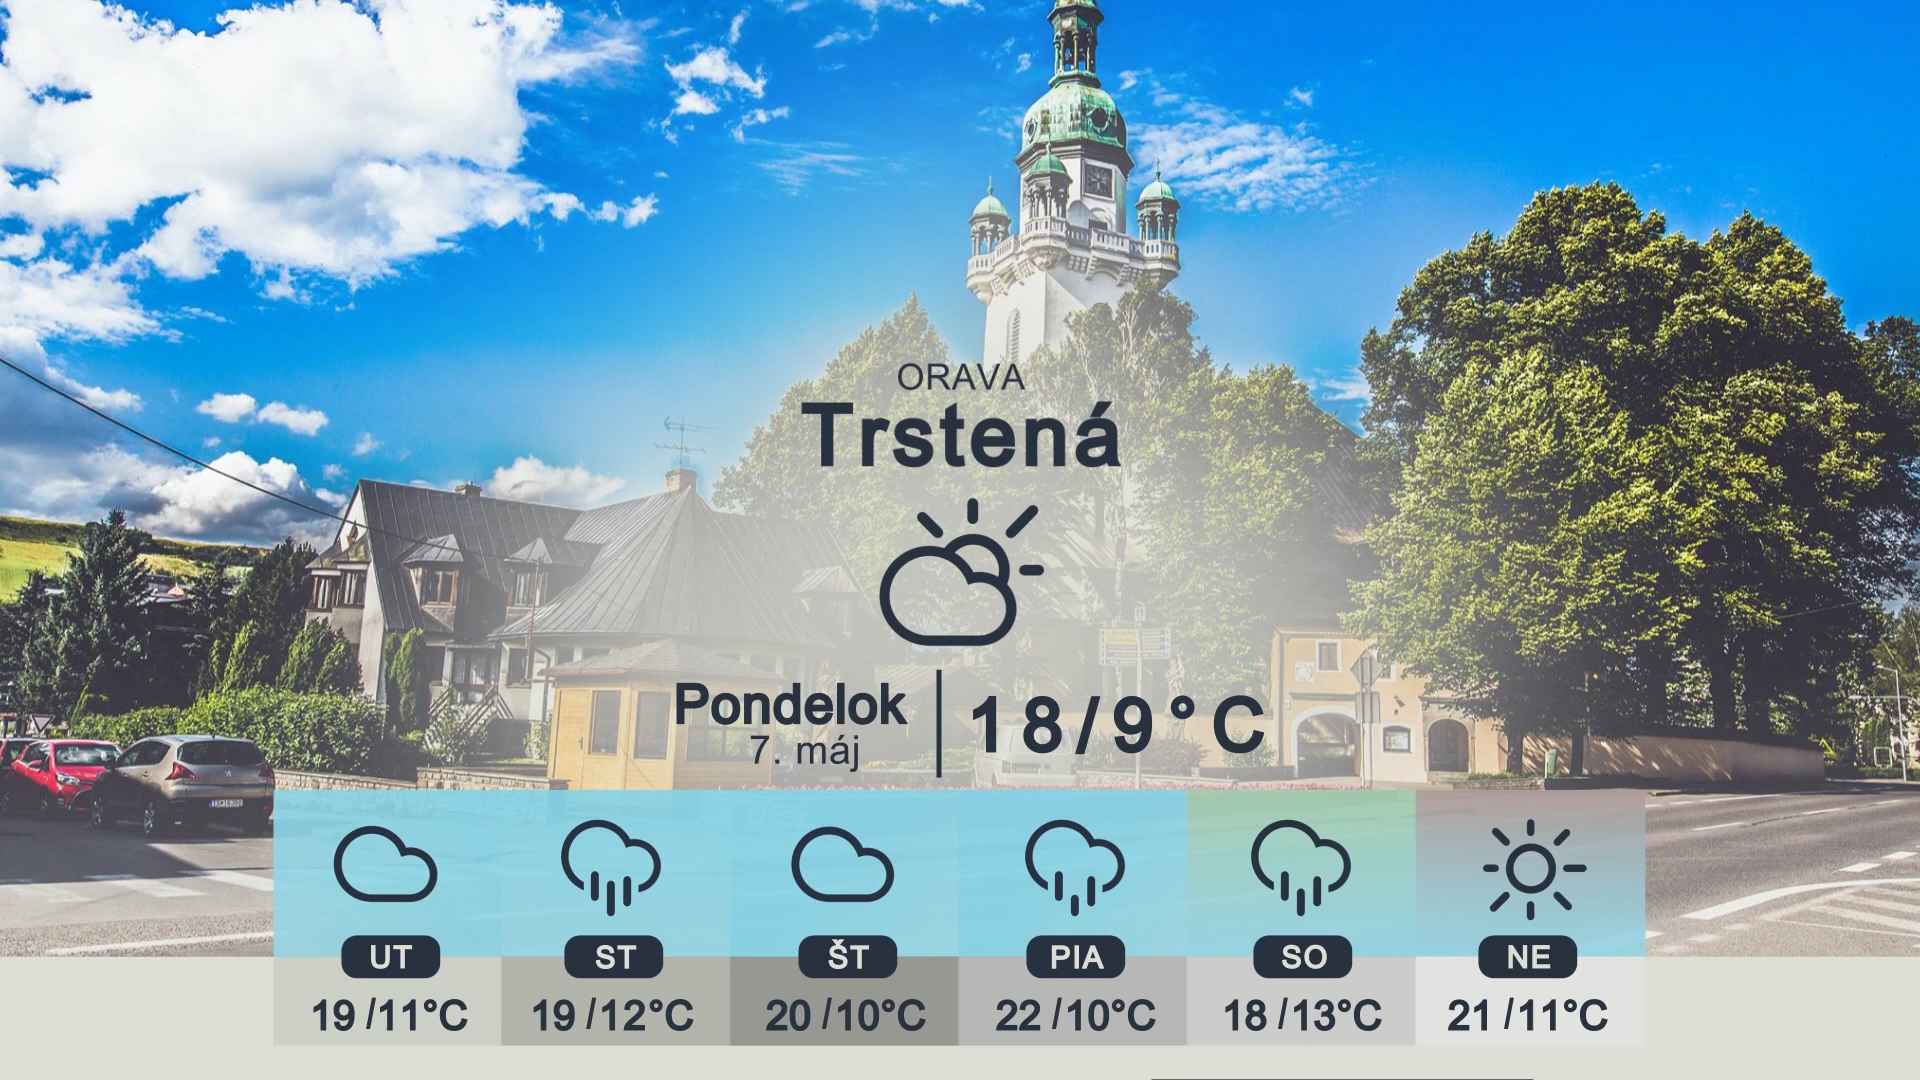 ORAVA
Trstená
Pondelok
7. máj
18/9°C
UT
ST
ŠT
PIA
SO
NE
19 /11°C
19 /12°C
20 /10°C
22 /10°C
18 /13°C
21 /11°C